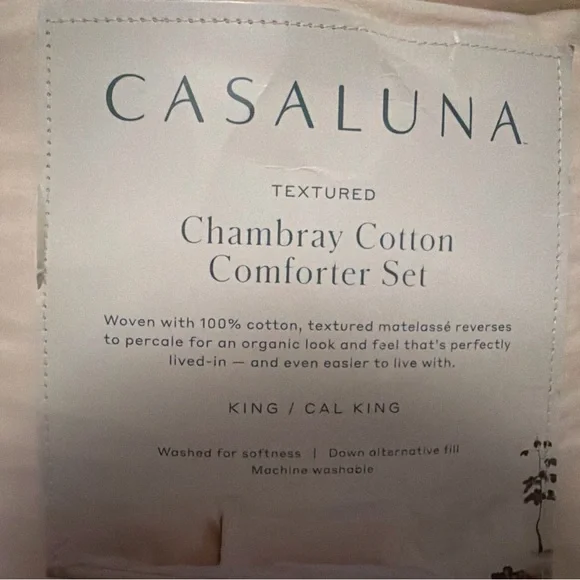 CASALUNA
TEXTURED
Chambray Cotton
Comforter Set
Woven with 100% cotton, textured matelassé reverses
to percale for an organic look and feel that's perfectly
lived-in — and even easier to live with.
KING / CAL KING
Washed for softness | Down alternative fill
Machine washable